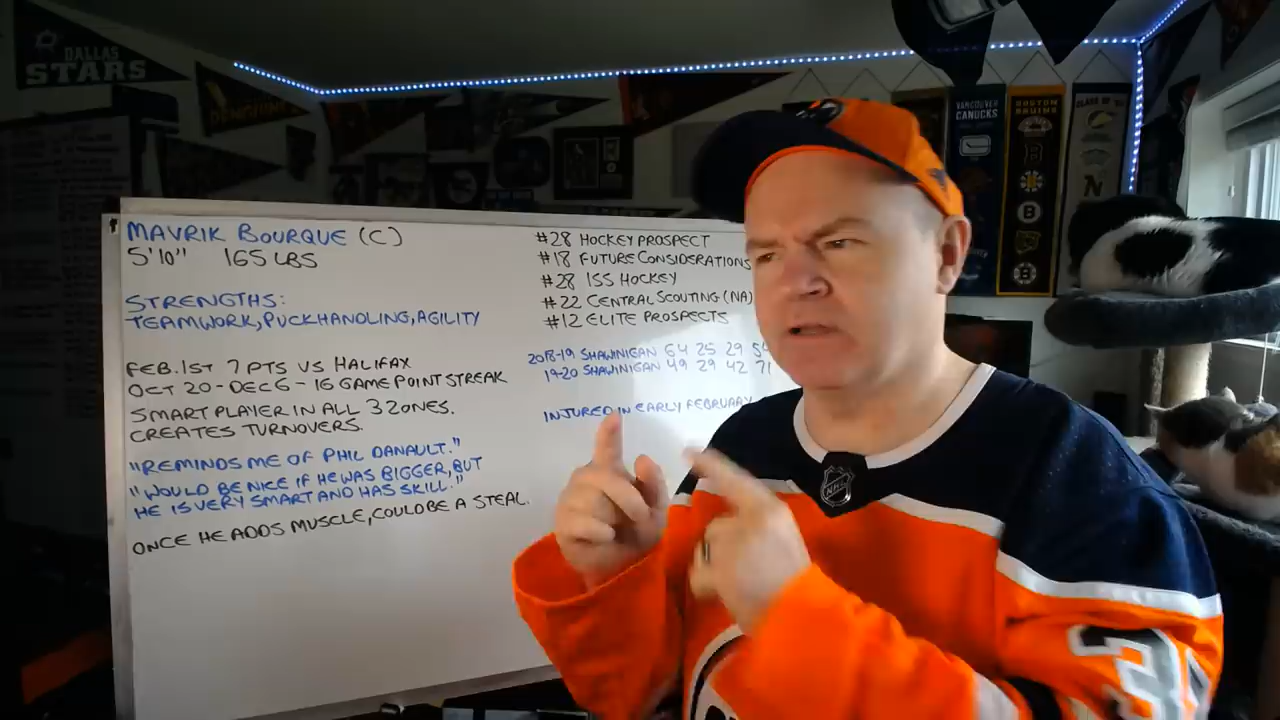 DALLAS
STARS
PENGUINS
VANCOUVER
CANUCKS
BOSTON
BRUINS
CLASS OF
MAVRIK BOURQUE (C)
5'10" 165 LBS
STRENGTHS:
TEAMWORK, PUCKHANDLING, AGILITY
FEB. 1ST 7 PTS VS HALIFAX
OCT 20 - DEC 6 - 16 GAME POINT STREAK
SMART PLAYER IN ALL 3 ZONES.
CREATES TURNOVERS.
"REMINDS ME OF PHIL DANAULT."
"WOULD BE NICE IF HE WAS BIGGER, BUT
HE IS VERY SMART AND HAS SKILL."
ONCE HE ADDS MUSCLE, COULD BE A STEAL.
#28 HOCKEY PROSPECT
#18 FUTURE CONSIDERATIONS
#28 ISS HOCKEY
#22 CENTRAL SCOUTING (NA)
#12 ELITE PROSPECTS
2018-19 SHAWINIGAN 64 25 29 54
19-20 SHAWINIGAN 49 29 42 71
INJURED IN EARLY FEBRUARY
NHL